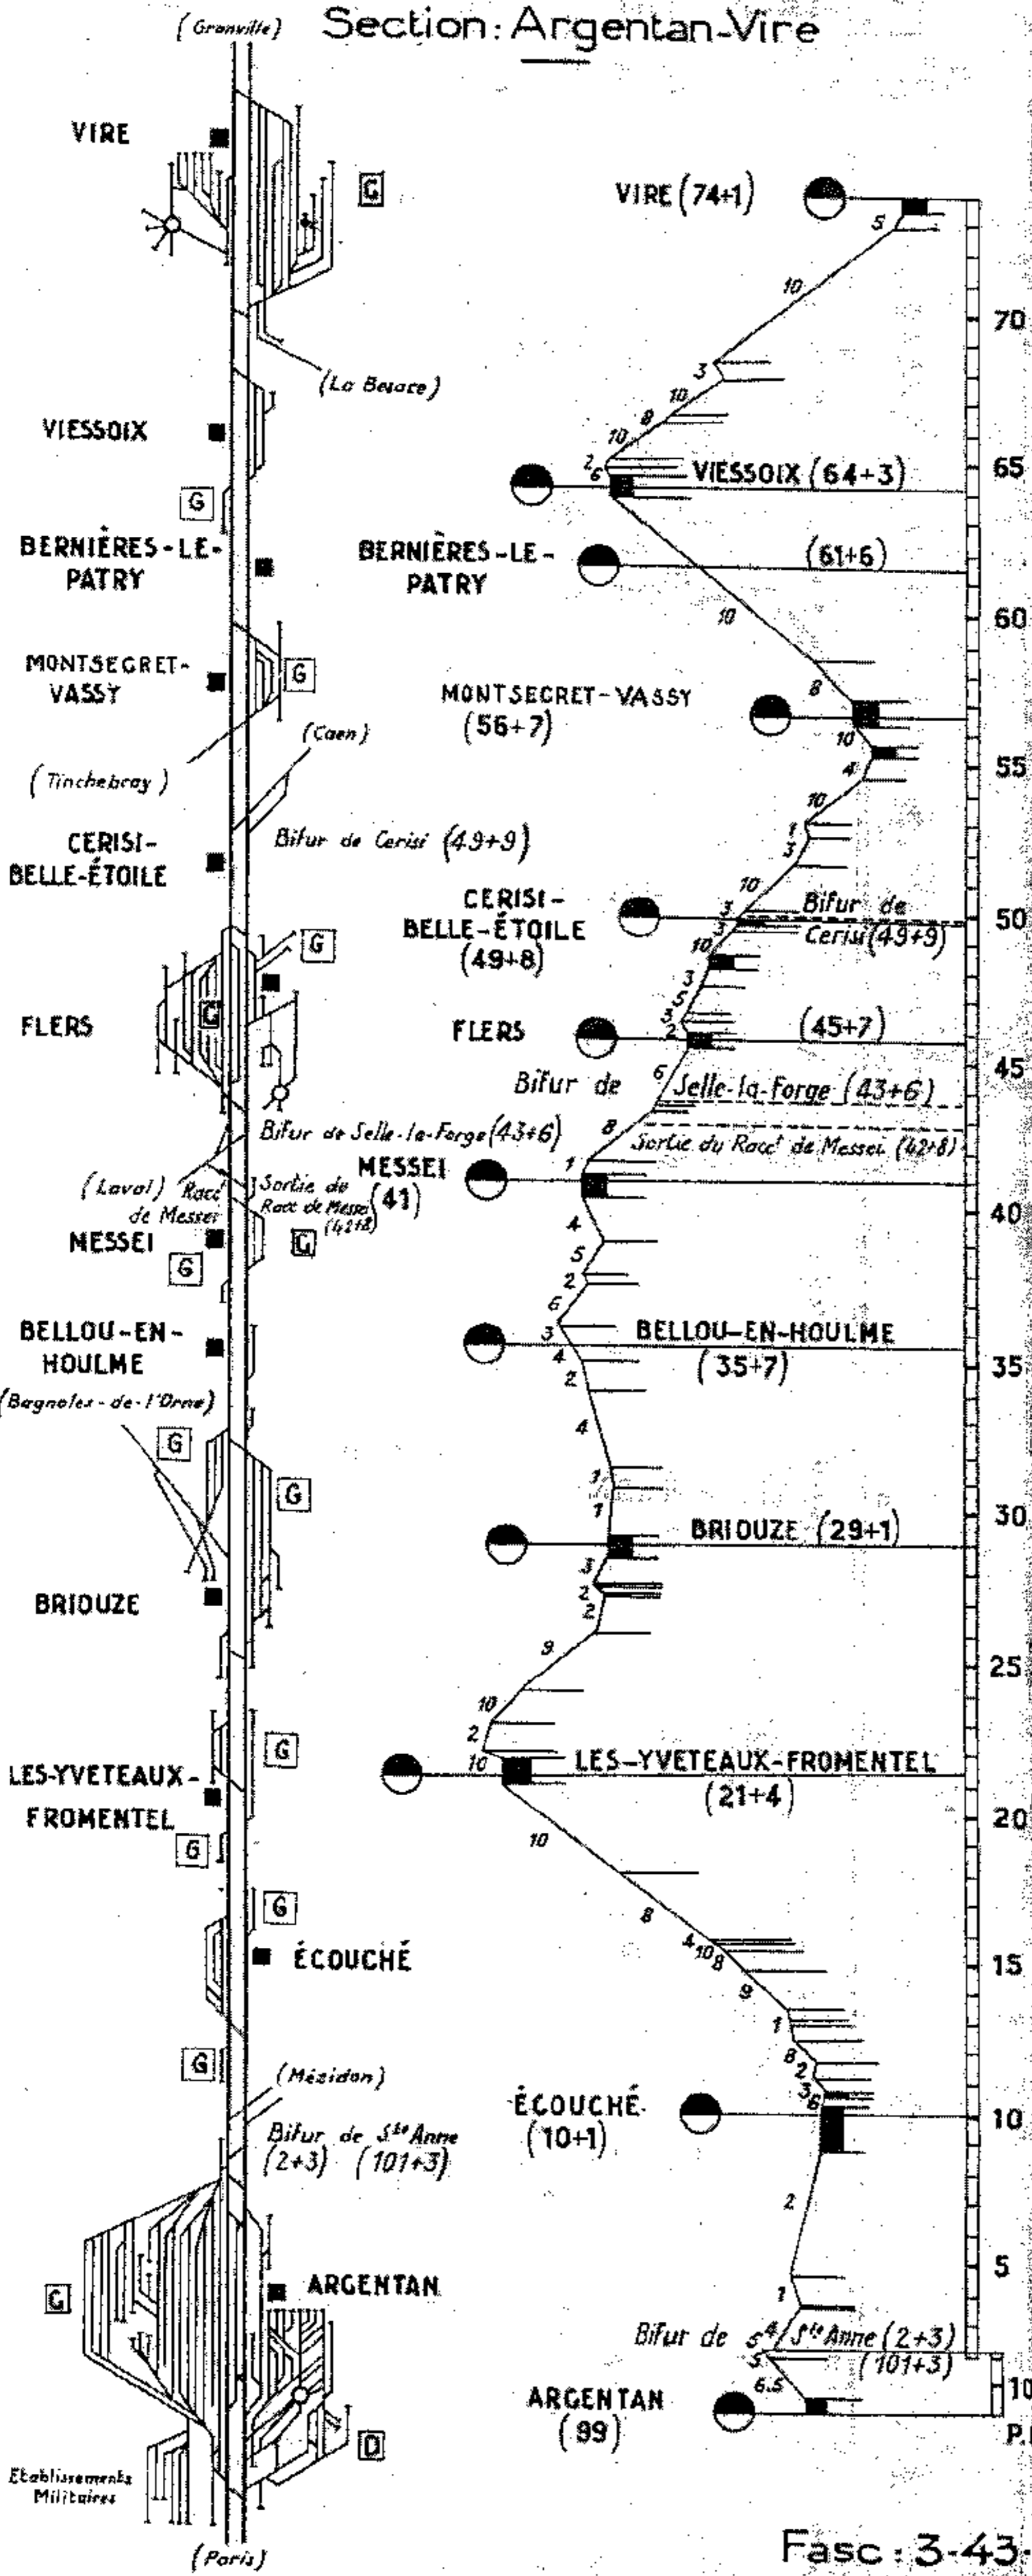 (Granville)
Section: Argentan-Vire
VIRE
G
(La Besace)
VIESSOIX
G
BERNIÈRES-LE-
PATRY
MONTSEGRET-
VASSY
G
(Caen)
(Tinchebray)
CERISI-
BELLE-ÉTOILE
Bifur de Cerisi (49+9)
G
G
FLERS
Bifur de Selle-la-Forge (43+6)
(Laval)
Racct
de Messei
Sortie du
Racc de Messei
(42+8)
MESSEI
G
G
BELLOU-EN-
HOULME
(Bagnoles-de-l'Orne)
G
G
BRIOUZE
G
LES-YVETEAUX-
FROMENTEL
G
G
ÉCOUCHÉ
G
(Mézidon)
Bifur de Ste Anne
(2+3) (101+3)
G
ARGENTAN
D
Etablissements
Militaires
(Paris)
VIRE (74+1)
5
10
70
3
10
8
10
2
6
65
VIESSOIX (64+3)
BERNIÈRES-LE-
PATRY
(61+6)
10
60
8
MONTSEGRET-VASSY
(56+7)
10
55
4
10
1
3
10
3
50
CERISI-
BELLE-ÉTOILE
(49+8)
Bifur de
Cerisi (49+9)
3
10
3
5
3
2
FLERS
(45+7)
45
6
Bifur de Selle-la-Forge (43+6)
8
Sortie du Racct de Messei (42+8)
MESSEI
(41)
1
40
4
5
2
6
3
BELLOU-EN-HOULME
(35+7)
35
4
2
4
1
1
30
BRIOUZE (29+1)
3
2
2
9
25
10
2
10
LES-YVETEAUX-FROMENTEL
(21+4)
20
10
8
4
10
8
15
9
1
8
2
3
6
ÉCOUCHÉ
(10+1)
10
2
5
1
4
5
5
Bifur de Ste Anne (2+3)
(101+3)
6.5
10
ARGENTAN
(99)
Fasc: 3-43-